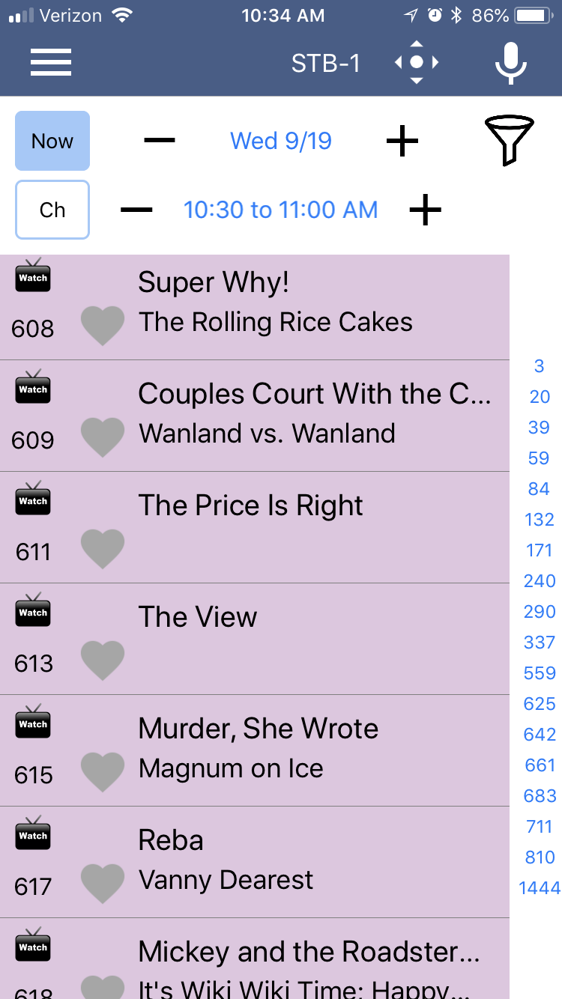 Verizon 10:34 AM 86%
STB-1
Now Wed 9/19
Ch 10:30 to 11:00 AM
Watch
Super Why!
608 The Rolling Rice Cakes
Watch
Couples Court With the C...
609 Wanland vs. Wanland
Watch
The Price Is Right
611
Watch
The View
613
Watch
Murder, She Wrote
615 Magnum on Ice
Watch
Reba
617 Vanny Dearest
Watch
Mickey and the Roadster...
618 It's Wiki Wiki Time; Happy...
3
20
39
59
84
132
171
240
290
337
559
625
642
661
683
711
810
1444